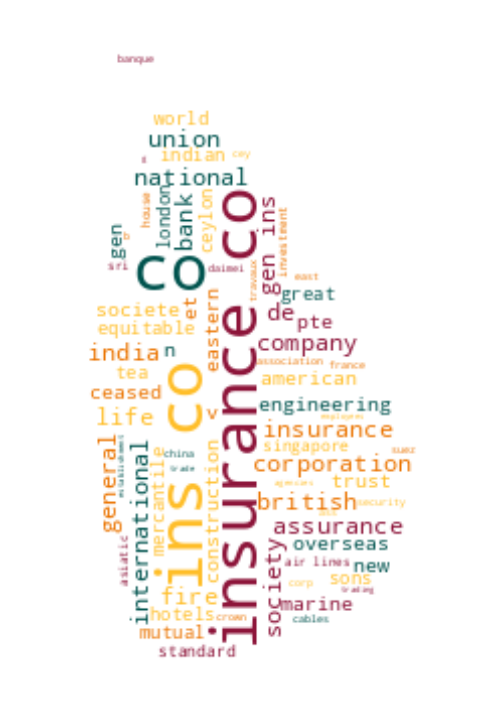 banque
world
union
indian
cey
national
london
house
bank
ceylon
insurance co
gen ins
investment
gen
sri
co
daimei
travaux
east
great
societe
et
eastern
de
pte
equitable
company
india
n
association
france
tea
ins co
american
ceased
life
v
engineering
insurance
employees
general
establishment
international
china
trade
mercantile
construction
singapore
suez
corporation
agencies
trust
british
security
assurance
overseas
asiatic
society
air lines
new
corp
sons
trading
fire
marine
hotels
crown
cables
mutual
standard